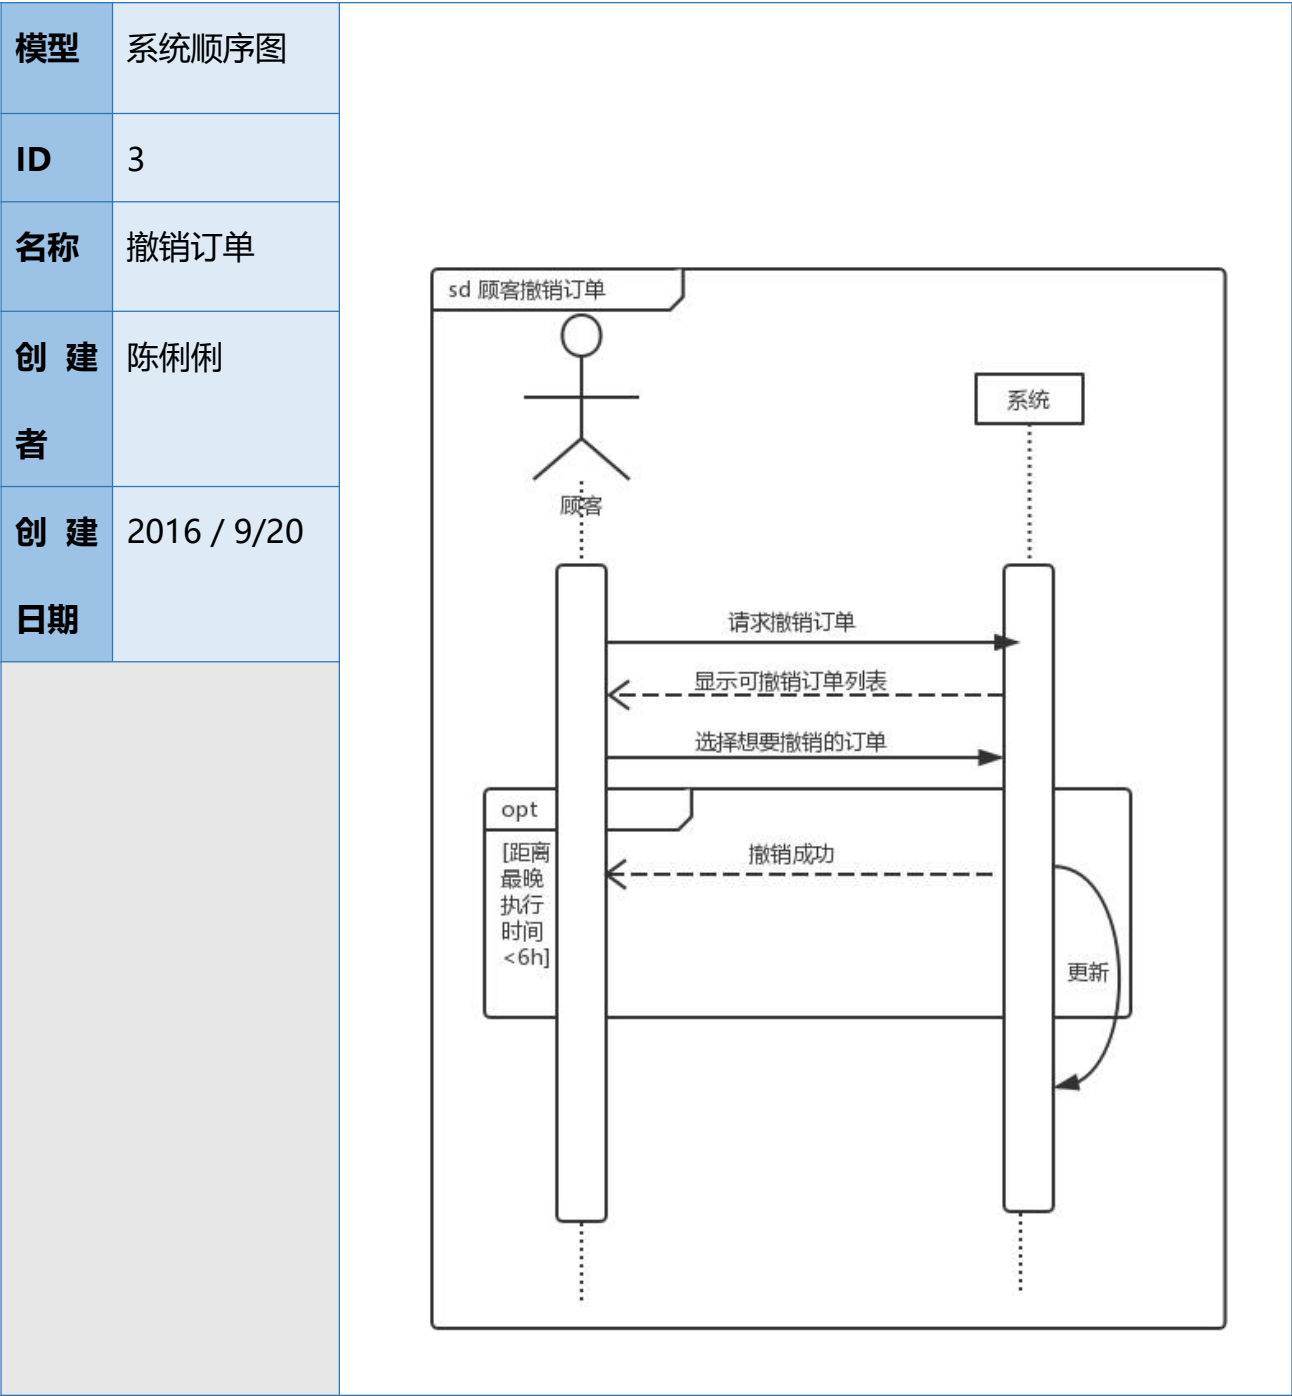 模型 系统顺序图
ID 3
名称 撤销订单
创 建 陈俐俐
者
创 建 2016 / 9/20
日期
sd 顾客撤销订单
系统
顾客
请求撤销订单
显示可撤销订单列表
选择想要撤销的订单
opt
[距离
最晚
执行
时间
<6h]
撤销成功
更新